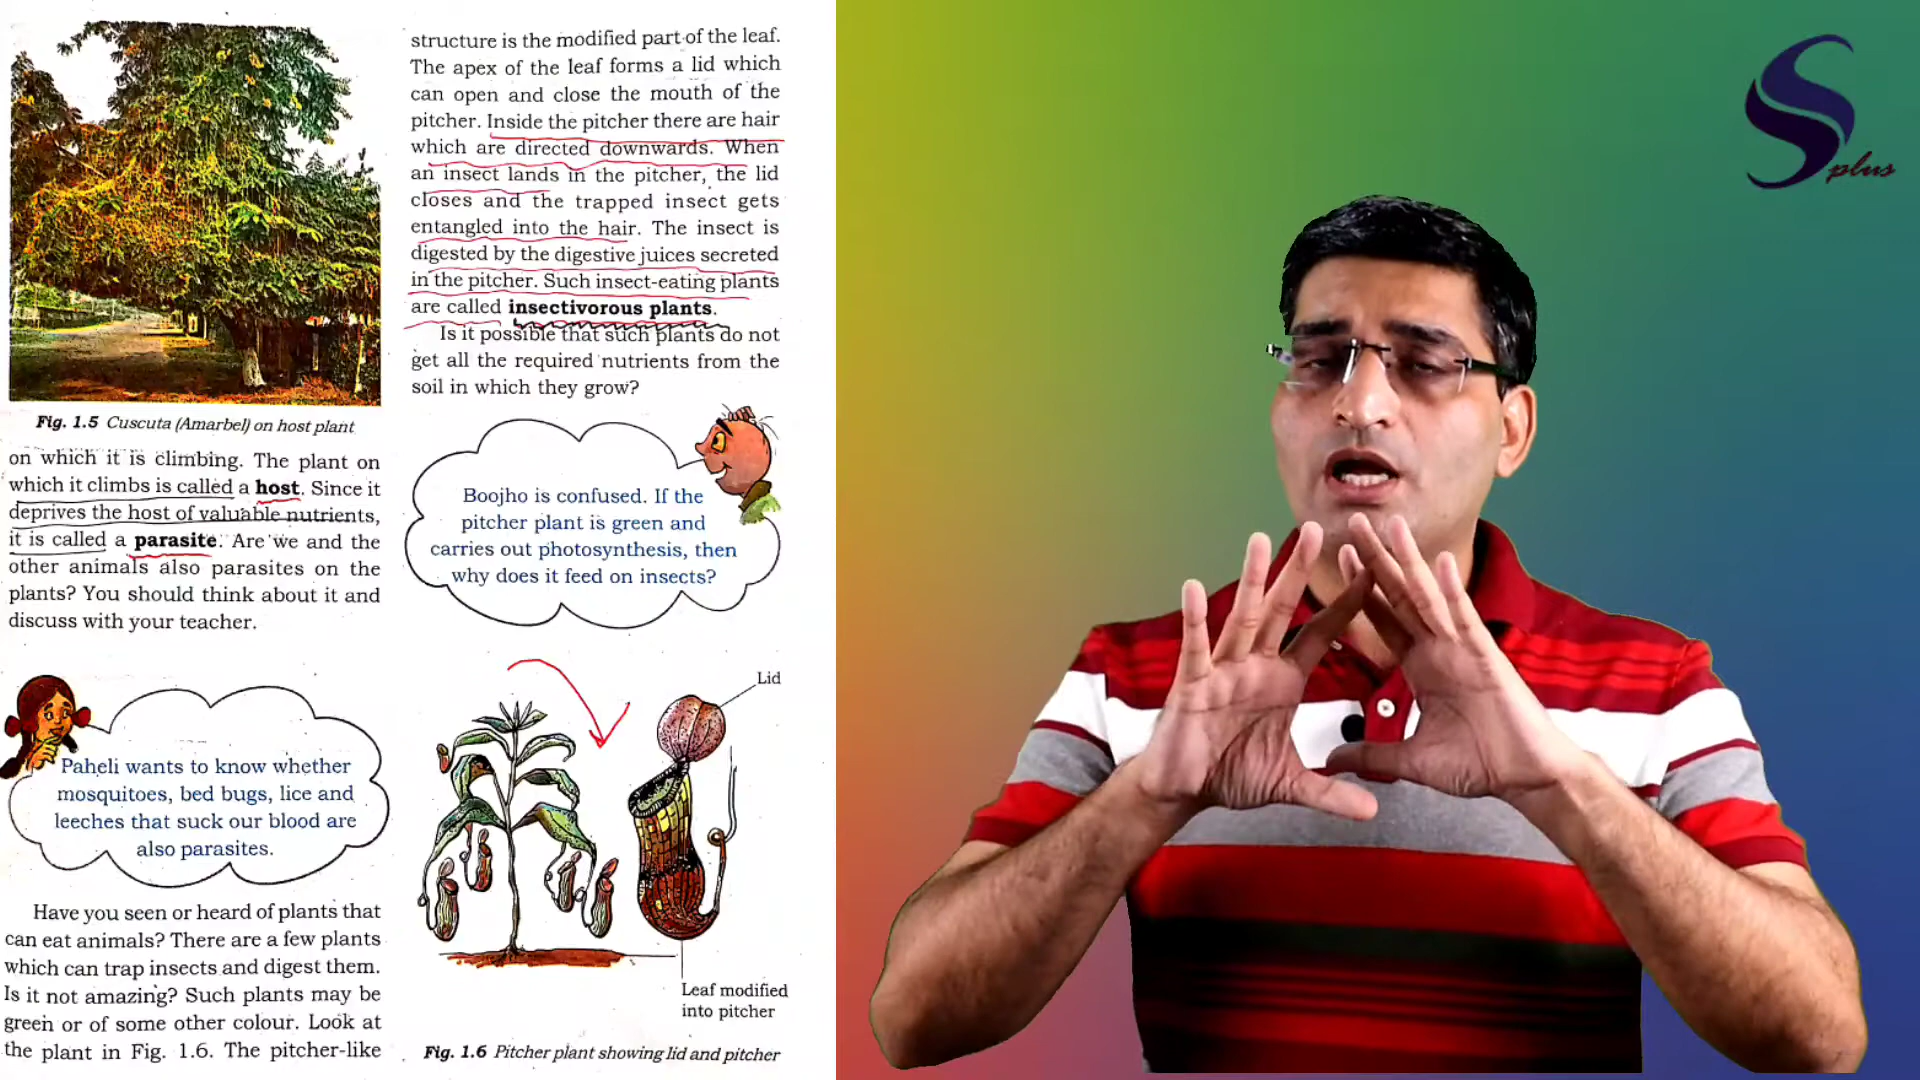 Fig. 1.5 Cuscuta (Amarbel) on host plant
on which it is climbing. The plant on
which it climbs is called a host. Since it
deprives the host of valuable nutrients,
it is called a parasite. Are we and the
other animals also parasites on the
plants? You should think about it and
discuss with your teacher.
Paheli wants to know whether
mosquitoes, bed bugs, lice and
leeches that suck our blood are
also parasites.
Have you seen or heard of plants that
can eat animals? There are a few plants
which can trap insects and digest them.
Is it not amazing? Such plants may be
green or of some other colour. Look at
the plant in Fig. 1.6. The pitcher-like
structure is the modified part of the leaf.
The apex of the leaf forms a lid which
can open and close the mouth of the
pitcher. Inside the pitcher there are hair
which are directed downwards. When
an insect lands in the pitcher, the lid
closes and the trapped insect gets
entangled into the hair. The insect is
digested by the digestive juices secreted
in the pitcher. Such insect-eating plants
are called insectivorous plants.
Is it possible that such plants do not
get all the required nutrients from the
soil in which they grow?
Boojho is confused. If the
pitcher plant is green and
carries out photosynthesis, then
why does it feed on insects?
Lid
Leaf modified
into pitcher
Fig. 1.6 Pitcher plant showing lid and pitcher
S plus